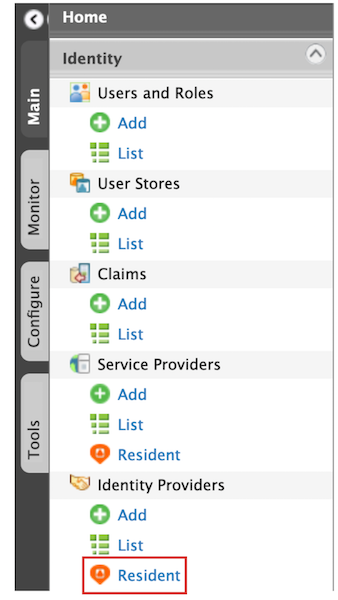 Home
Identity
Users and Roles
Add
List
User Stores
Add
List
Claims
Add
List
Service Providers
Add
List
Resident
Identity Providers
Add
List
Resident
Main
Monitor
Configure
Tools